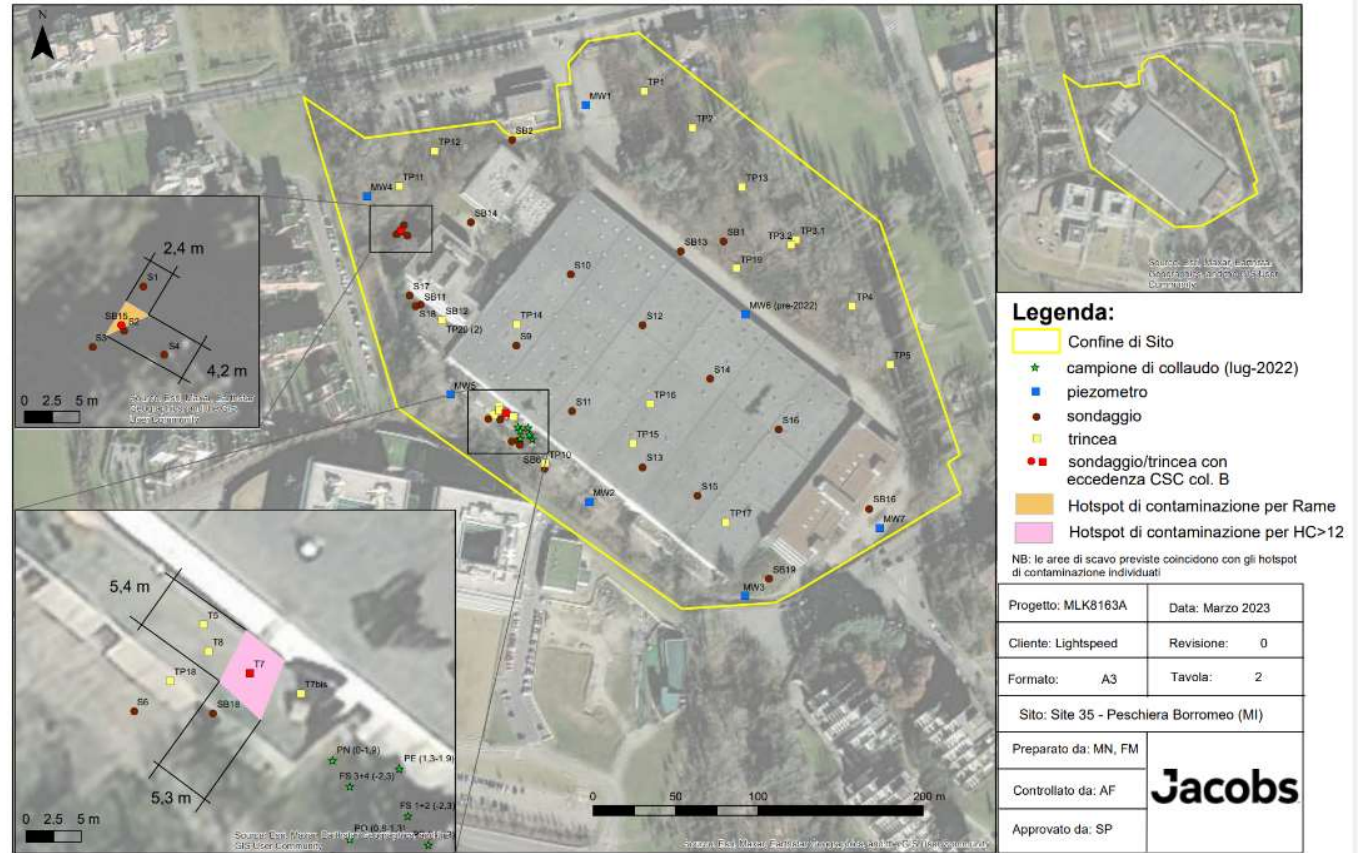 N
MW1
TP1
TP2
SB2
TP12
TP11
MW4
TP13
SB14
SB1
TP3.2
TP3.1
SB13
TP19
S10
S17
SB11
S18
SB12
TP20 (2)
TP14
S9
S12
MW6 (pre-2022)
TP4
TP5
S14
MW5
S11
TP16
S16
TP15
S13
SB6
TP10
MW2
S15
TP17
SB16
MW7
SB19
MW3
2,4 m
S1
SB15
S2
S3
S4
4,2 m
0 2.5 5 m
5,4 m
T5
T8
T7
TP18
T7bis
S6
SB18
5,3 m
PN (0-1,9)
PE (1,3-1,9)
FS 3+4 (-2,3)
FS 1+2 (-2,3)
0 2.5 5 m
0 50 100 200 m
Legenda:
Confine di Sito
campione di collaudo (lug-2022)
piezometro
sondaggio
trincea
sondaggio/trincea con
eccedenza CSC col. B
Hotspot di contaminazione per Rame
Hotspot di contaminazione per HC>12
NB: le aree di scavo previste coincidono con gli hotspot
di contaminazione individuati
Progetto: MLK8163A
Data: Marzo 2023
Cliente: Lightspeed
Revisione: 0
Formato: A3
Tavola: 2
Sito: Site 35 - Peschiera Borromeo (MI)
Preparato da: MN, FM
Controllato da: AF
Approvato da: SP
Jacobs